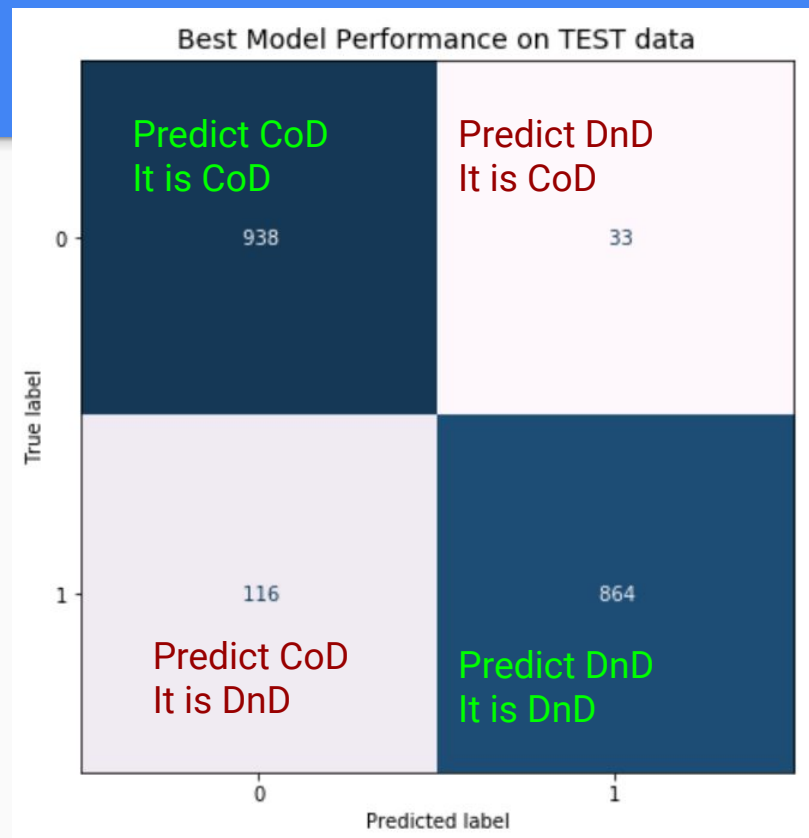 Best Model Performance on TEST data
Predict CoD
It is CoD
Predict DnD
It is CoD
0
938
33
True label
1
116
864
Predict CoD
It is DnD
Predict DnD
It is DnD
0
1
Predicted label